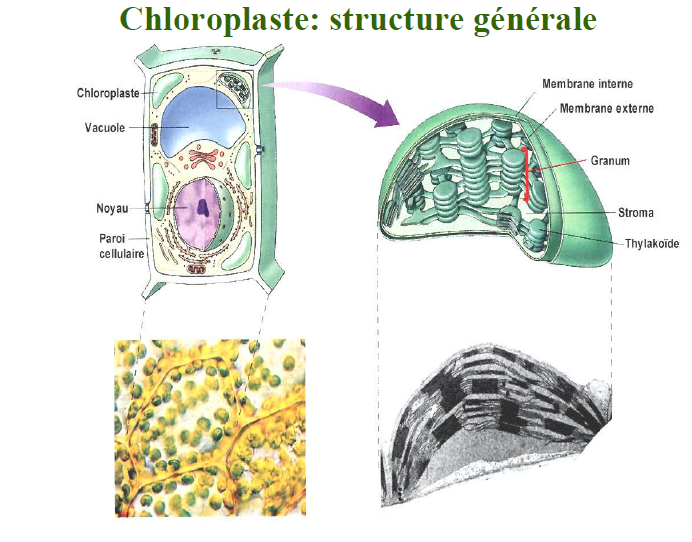 Chloroplaste: structure générale
Chloroplaste
Vacuole
Noyau
Paroi
cellulaire
Membrane interne
Membrane externe
Granum
Stroma
Thylakoïde